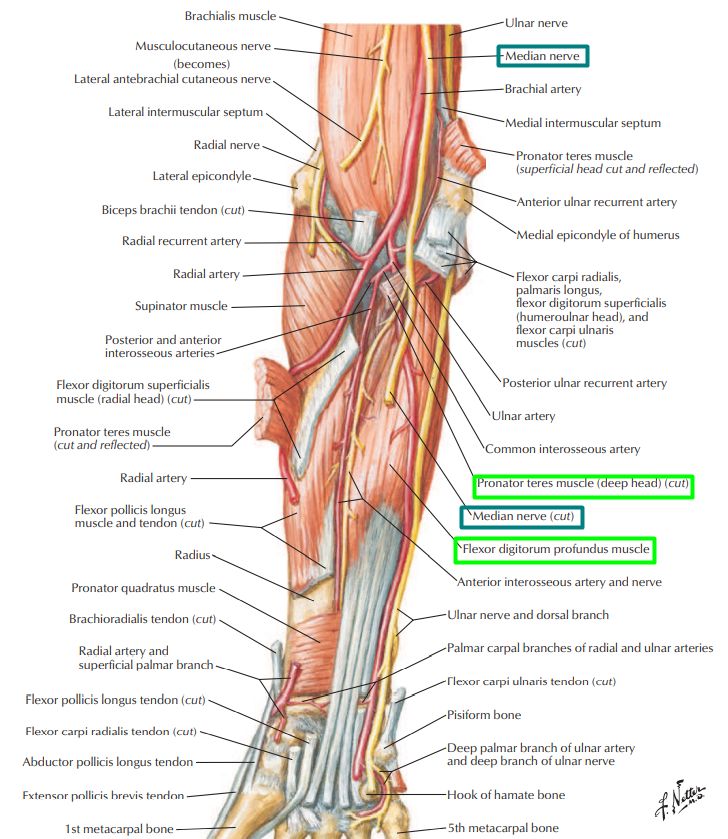 Brachialis muscle
Musculocutaneous nerve
(becomes)
Lateral antebrachial cutaneous nerve
Lateral intermuscular septum
Radial nerve
Lateral epicondyle
Biceps brachii tendon (cut)
Radial recurrent artery
Radial artery
Supinator muscle
Posterior and anterior
interosseous arteries
Flexor digitorum superficialis
muscle (radial head) (cut)
Pronator teres muscle
(cut and reflected)
Radial artery
Flexor pollicis longus
muscle and tendon (cut)
Radius
Pronator quadratus muscle
Brachioradialis tendon (cut)
Radial artery and
superficial palmar branch
Flexor pollicis longus tendon (cut)
Flexor carpi radialis tendon (cut)
Abductor pollicis longus tendon
Extensor pollicis brevis tendon
1st metacarpal bone
Ulnar nerve
Median nerve
Brachial artery
Medial intermuscular septum
Pronator teres muscle
(superficial head cut and reflected)
Anterior ulnar recurrent artery
Medial epicondyle of humerus
Flexor carpi radialis,
palmaris longus,
flexor digitorum superficialis
(humeroulnar head), and
flexor carpi ulnaris
muscles (cut)
Posterior ulnar recurrent artery
Ulnar artery
Common interosseous artery
Pronator teres muscle (deep head) (cut)
Median nerve (cut)
Flexor digitorum profundus muscle
Anterior interosseous artery and nerve
Ulnar nerve and dorsal branch
Palmar carpal branches of radial and ulnar arteries
Flexor carpi ulnaris tendon (cut)
Pisiform bone
Deep palmar branch of ulnar artery
and deep branch of ulnar nerve
Hook of hamate bone
5th metacarpal bone
F. Netter
M.D.